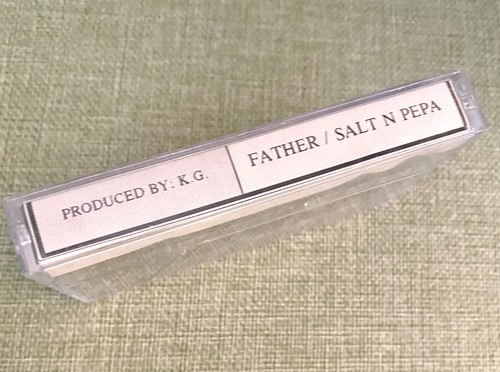 PRODUCED BY: K.G.
FATHER / SALT N PEPA